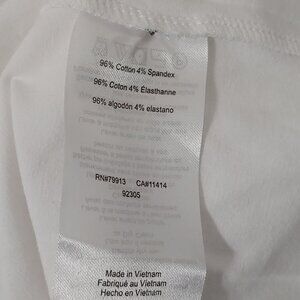 96% Cotton 4% Spandex
96% Coton 4% Élasthanne
96% algodón 4% elastano
RN#79913 CA#11414
92305
Made in Vietnam
Fabriqué au Vietnam
Hecho en Vietnam